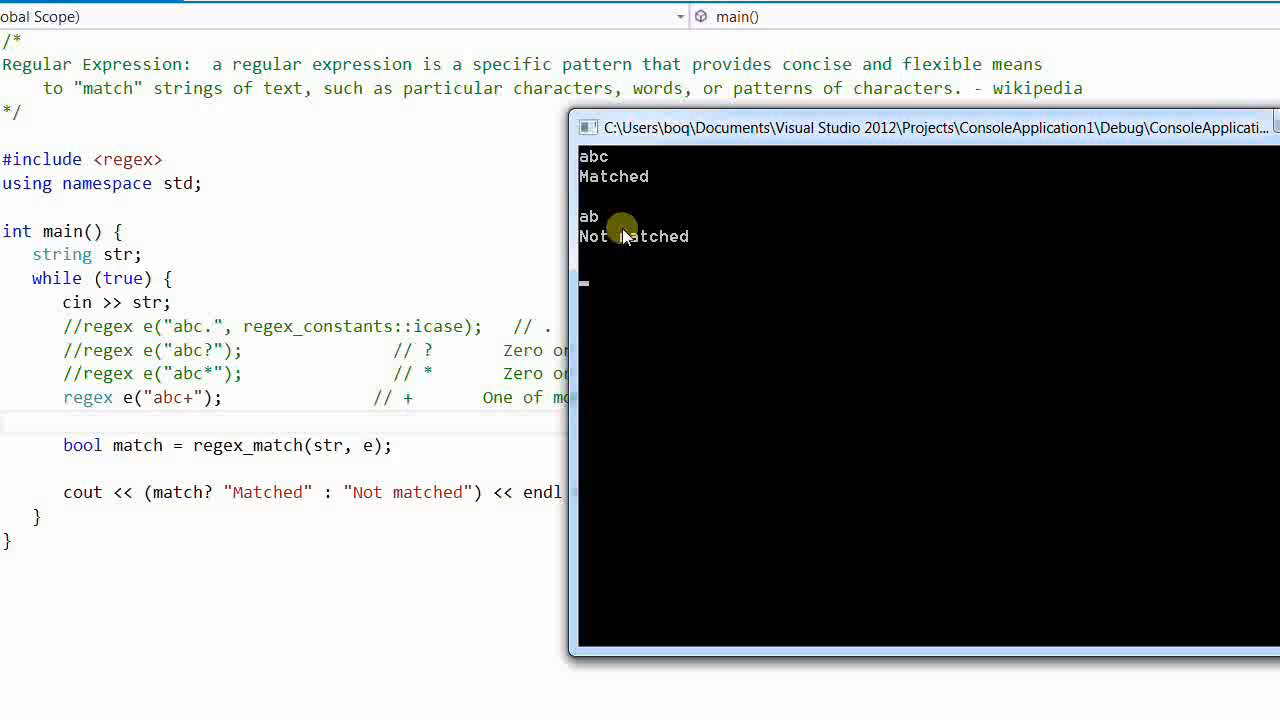 obal Scope)
main()
/*
Regular Expression:  a regular expression is a specific pattern that provides concise and flexible means
    to "match" strings of text, such as particular characters, words, or patterns of characters. - wikipedia
*/
#include <regex>
using namespace std;
int main() {
   string str;
   while (true) {
      cin >> str;
      //regex e("abc.", regex_constants::icase);   // .
      //regex e("abc?");               // ?       Zero or
      //regex e("abc*");               // *       Zero or
      regex e("abc+");               // +       One of
      bool match = regex_match(str, e);
      cout << (match? "Matched" : "Not matched") << endl
   }
}
C:\Users\boq\Documents\Visual Studio 2012\Projects\ConsoleApplication1\Debug\ConsoleApplicati...
abc
Matched
ab
Not matched